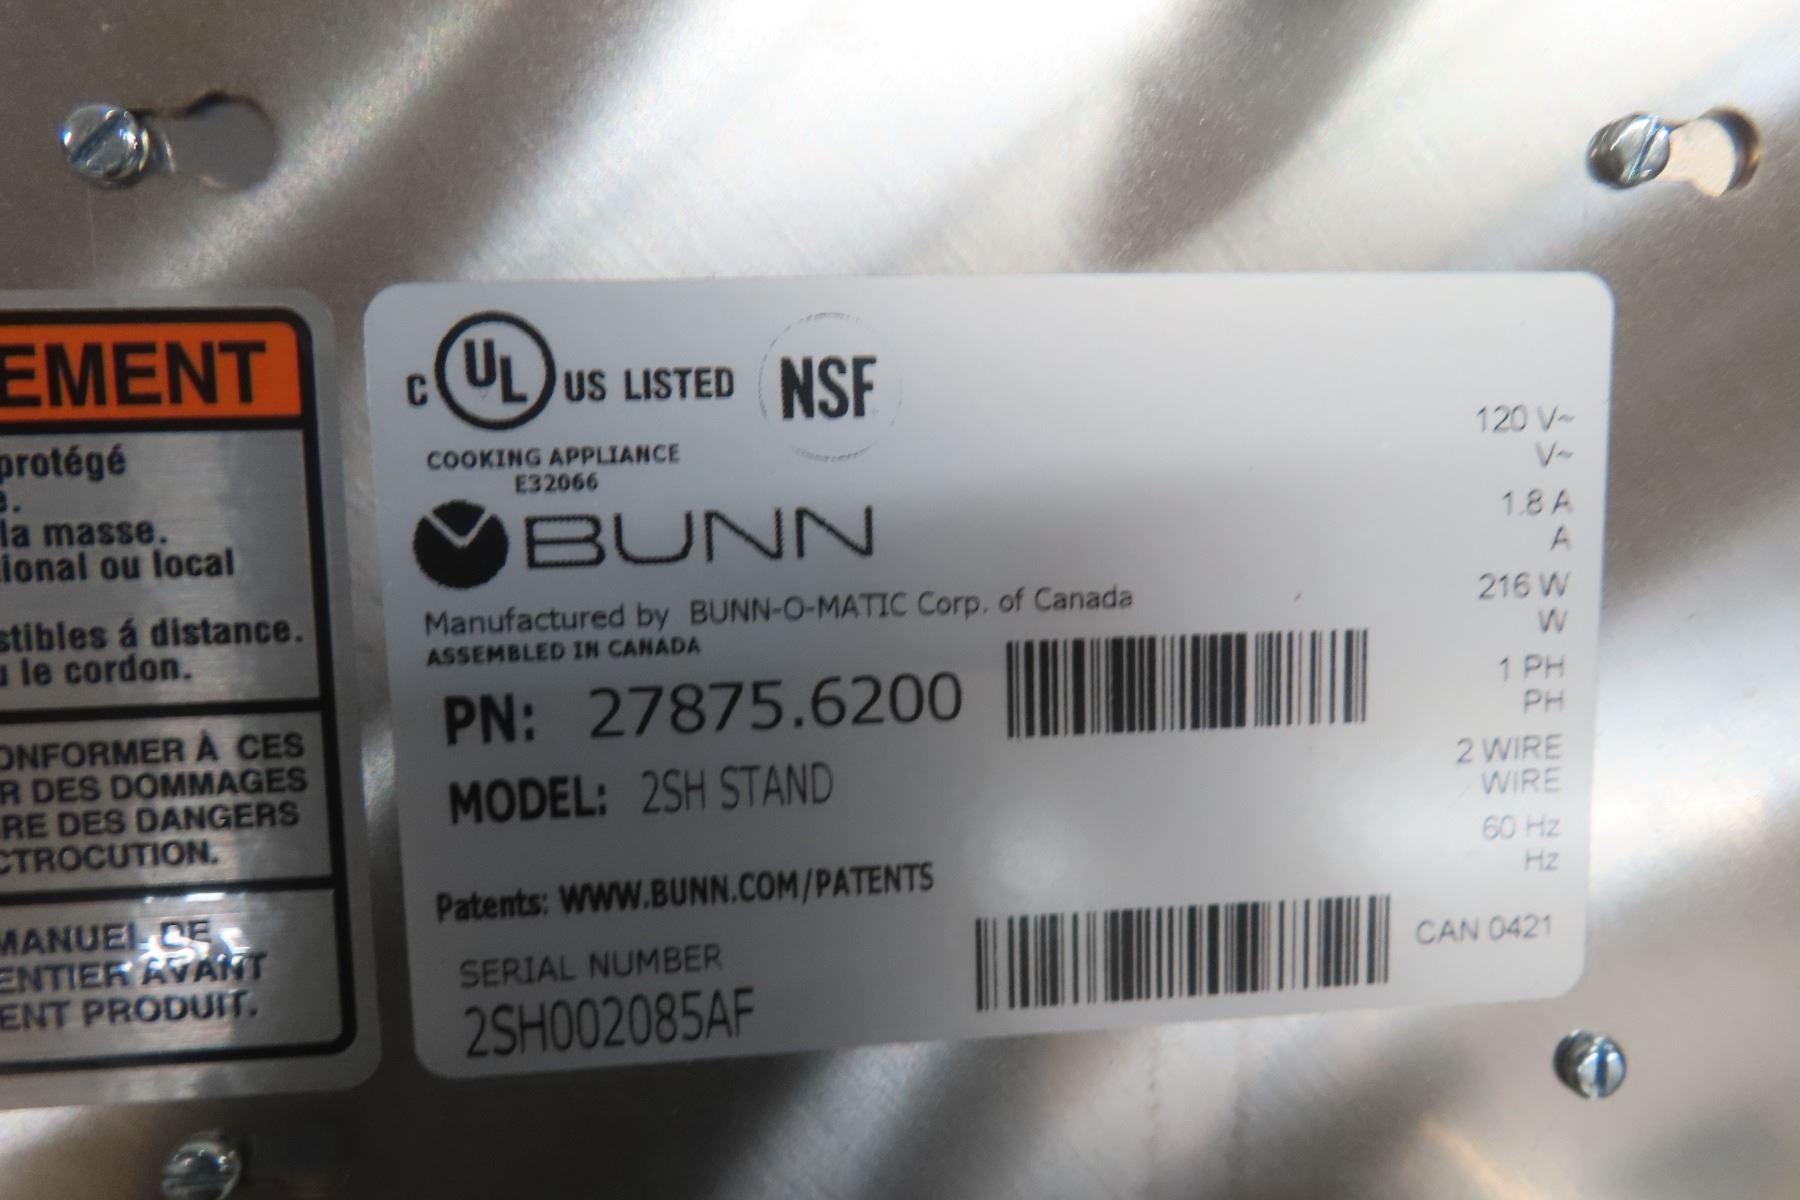 EMENT
protégé
e.
la masse.
ional ou local
stibles á distance.
u le cordon.
ONFORMER À CES
R DES DOMMAGES
RE DES DANGERS
CTROCUTION.
MANUEL DE
ENTIER AVANT
ENT PRODUIT.
C UL US LISTED NSF
COOKING APPLIANCE
E32066
BUNN
Manufactured by BUNN-O-MATIC Corp. of Canada
ASSEMBLED IN CANADA
PN: 27875.6200
MODEL: 2SH STAND
Patents: WWW.BUNN.COM/PATENTS
SERIAL NUMBER
2SH002085AF
120 V~
V~
1.8 A
A
216 W
W
1 PH
PH
2 WIRE
WIRE
60 Hz
Hz
CAN 0421